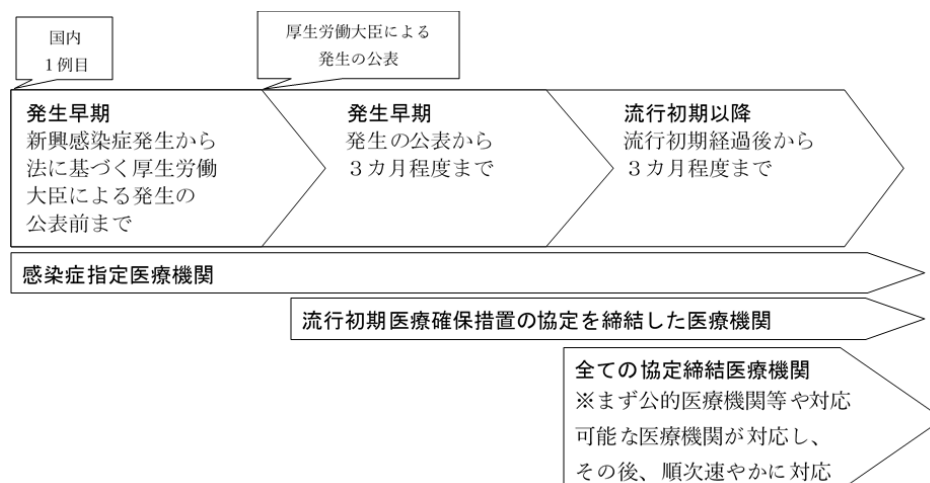 国内
１例目
厚生労働大臣による
発生の公表
発生早期
新興感染症発生から
法に基づく厚生労働
大臣による発生の
公表前まで
発生早期
発生の公表から
３カ月程度まで
流行初期以降
流行初期経過後から
３カ月程度まで
感染症指定医療機関
流行初期医療確保措置の協定を締結した医療機関
全ての協定締結医療機関
※まず公的医療機関等や対応
可能な医療機関が対応し、
その後、順次速やかに対応